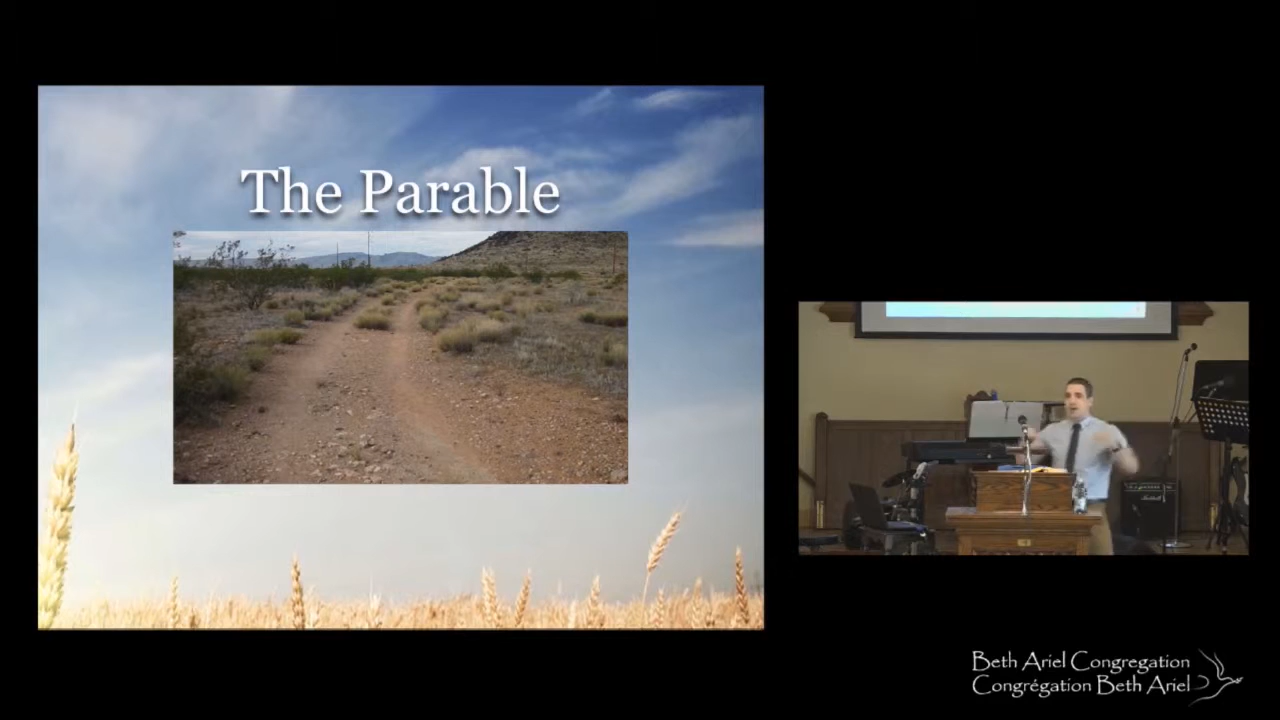 The Parable
Beth Ariel Congregation
Congrégation Beth Ariel